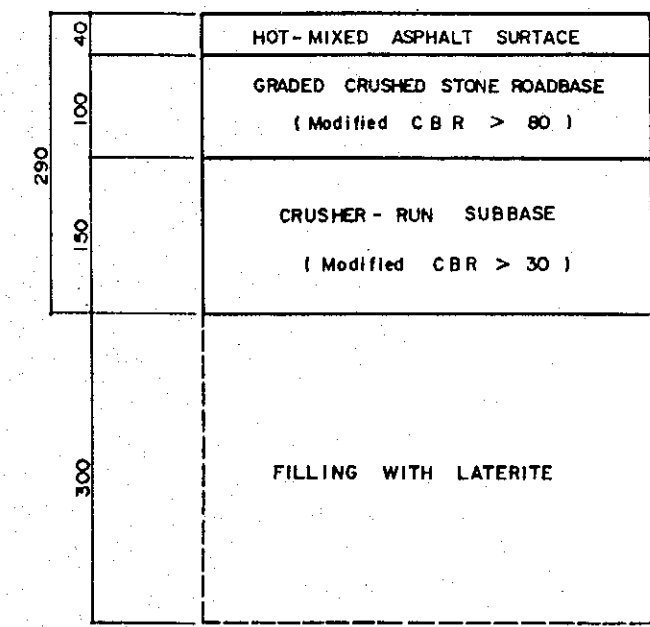 40
HOT-MIXED ASPHALT SURTACE
100
GRADED CRUSHED STONE ROADBASE
( Modified CBR > 80 )
290
150
CRUSHER-RUN SUBBASE
( Modified CBR > 30 )
300
FILLING WITH LATERITE